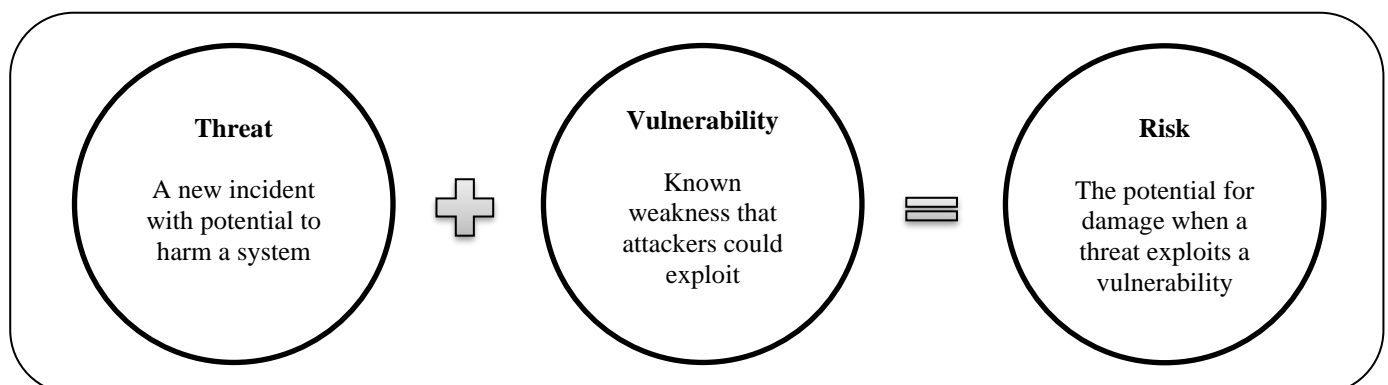 Threat
A new incident
with potential to
harm a system
Vulnerability
Known
weakness that
attackers could
exploit
Risk
The potential for
damage when a
threat exploits a
vulnerability